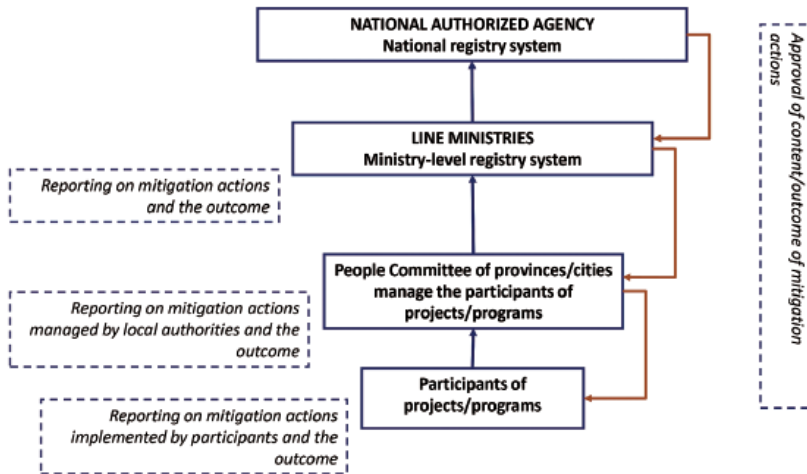 NATIONAL AUTHORIZED AGENCY
National registry system
LINE MINISTRIES
Ministry-level registry system
Reporting on mitigation actions
and the outcome
People Committee of provinces/cities
manage the participants of
projects/programs
Reporting on mitigation actions
managed by local authorities and the
outcome
Participants of
projects/programs
Reporting on mitigation actions
implemented by participants and the
outcome
Approval of content/outcome of mitigation
actions